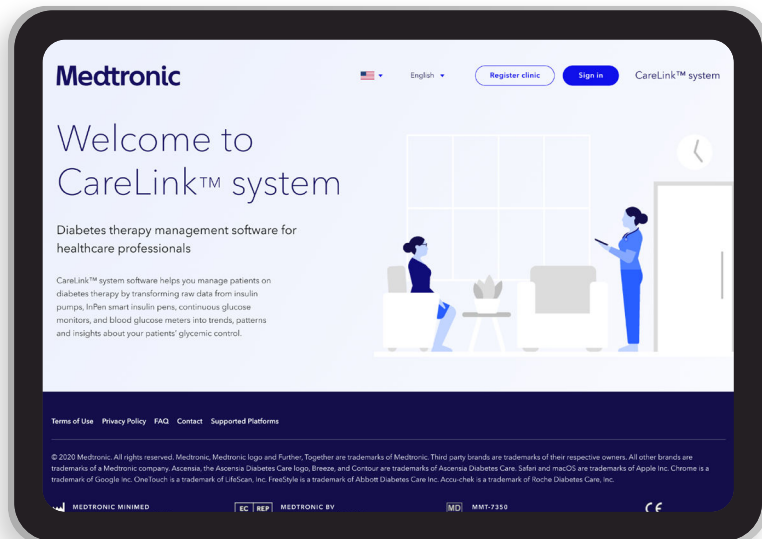 Medtronic
English
Register clinic
Sign in
CareLink™ system
Welcome to
CareLink™ system
Diabetes therapy management software for
healthcare professionals
CareLink™ system software helps you manage patients on
diabetes therapy by transforming raw data from insulin
pumps, InPen smart insulin pens, continuous glucose
monitors, and blood glucose meters into trends, patterns
and insights about your patients' glycemic control.
Terms of Use Privacy Policy FAQ Contact Supported Platforms
© 2020 Medtronic. All rights reserved. Medtronic, Medtronic logo and Further, Together are trademarks of Medtronic. Third party brands are trademarks of their respective owners. All other brands are
trademarks of a Medtronic company. Ascensia, the Ascensia Diabetes Care logo, Breeze, and Contour are trademarks of Ascensia Diabetes Care. Safari and macOS are trademarks of Apple Inc. Chrome is a
trademark of Google Inc. OneTouch is a trademark of LifeScan, Inc. FreeStyle is a trademark of Abbott Diabetes Care Inc. Accu-chek is a trademark of Roche Diabetes Care, Inc.
MEDTRONIC MINIMED
EC REP MEDTRONIC BV
MD MMT-7350
CE